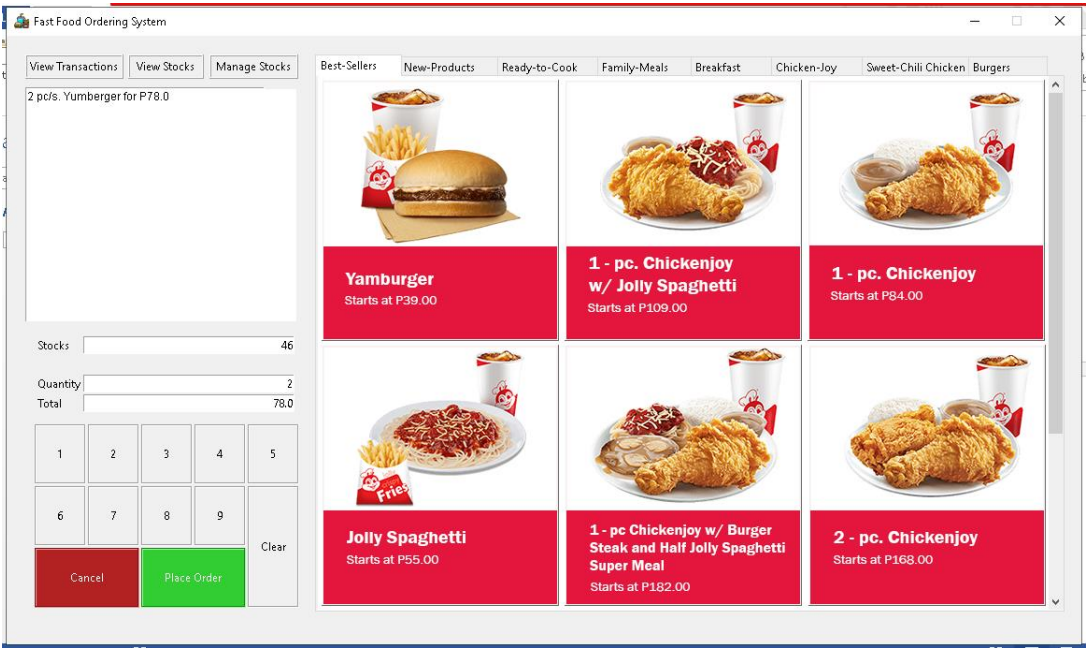 Fast Food Ordering System
View Transactions
View Stocks
Manage Stocks
2 pc/s. Yumberger for P78.0
Stocks
46
Quantity
2
Total
78.0
1
2
3
4
5
6
7
8
9
Clear
Cancel
Place Order
Best-Sellers
New-Products
Ready-to-Cook
Family-Meals
Breakfast
Chicken-Joy
Sweet-Chili Chicken
Burgers
Yamburger
Starts at P39.00
1 - pc. Chickenjoy
w/ Jolly Spaghetti
Starts at P109.00
1 - pc. Chickenjoy
Starts at P84.00
Fries
Jolly Spaghetti
Starts at P55.00
1 - pc Chickenjoy w/ Burger
Steak and Half Jolly Spaghetti
Super Meal
Starts at P182.00
2 - pc. Chickenjoy
Starts at P168.00